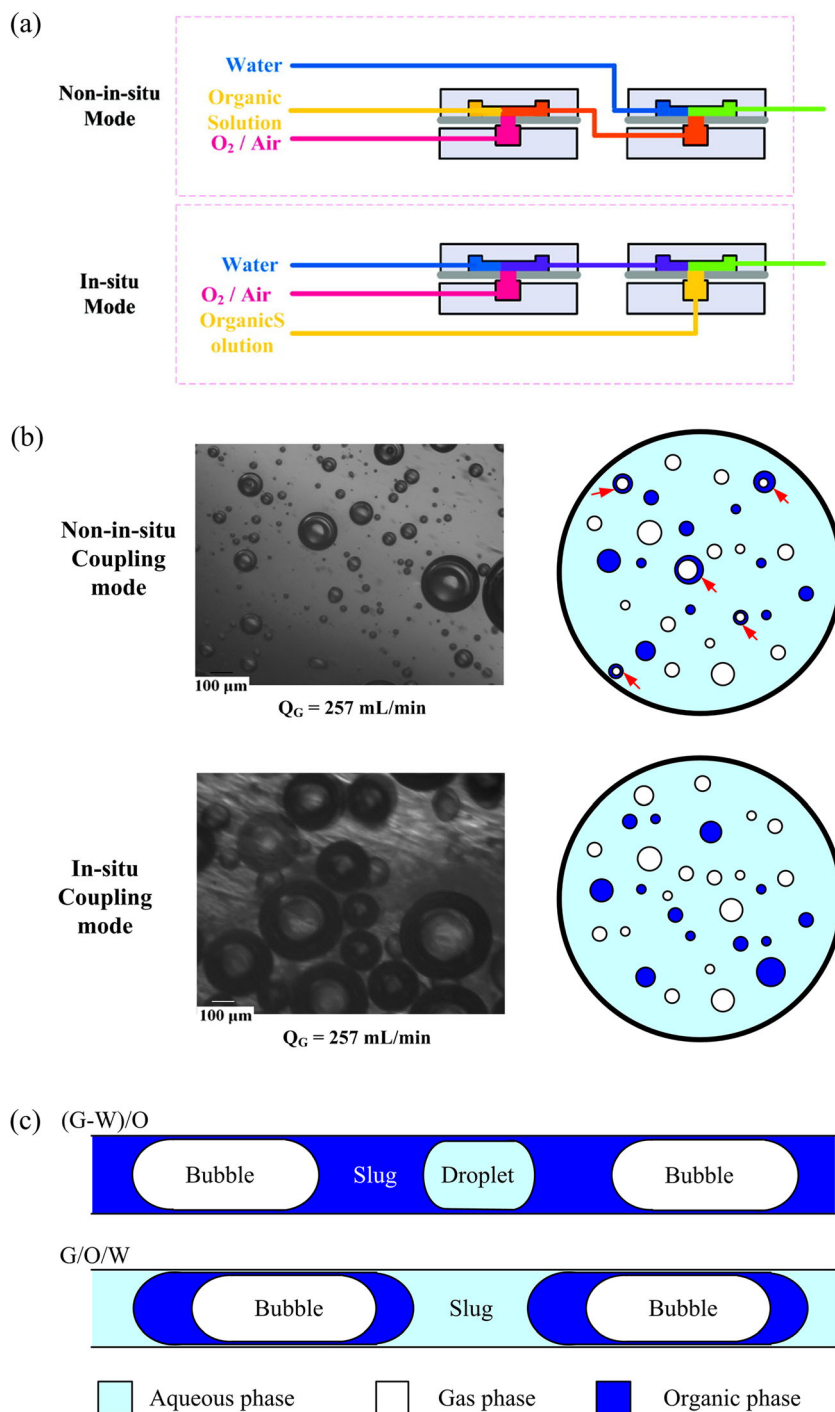 (a)
Water
Non-in-situ
Mode
Organic
Solution
O2 / Air
Water
In-situ
Mode
O2 / Air
OrganicS
olution
(b)
Non-in-situ
Coupling
mode
100 μm
QG = 257 mL/min
In-situ
Coupling
mode
100 μm
QG = 257 mL/min
(c)
(G-W)/O
Bubble Slug Droplet Bubble
G/O/W
Bubble Slug Bubble
Aqueous phase Gas phase Organic phase